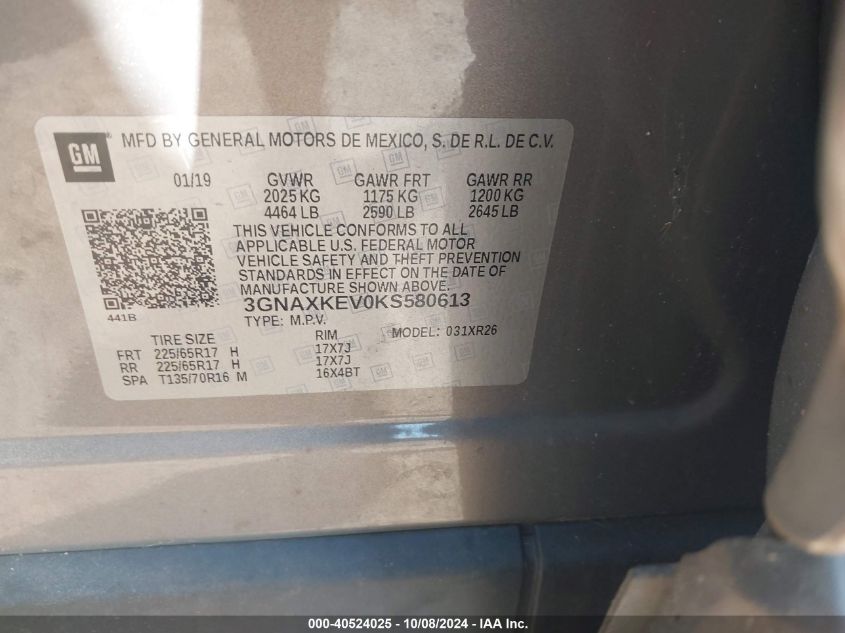 GM
MFD BY GENERAL MOTORS DE MEXICO, S. DE R.L. DE C.V.
01/19 GVWR GAWR FRT GAWR RR
2025 KG 1175 KG 1200 KG
4464 LB 2590 LB 2645 LB
THIS VEHICLE CONFORMS TO ALL
APPLICABLE U.S. FEDERAL MOTOR
VEHICLE SAFETY AND THEFT PREVENTION
STANDARDS IN EFFECT ON THE DATE OF
MANUFACTURE SHOWN ABOVE.
3GNAXKEV0KS580613
441B
TYPE: M.P.V.
MODEL: 031XR26
TIRE SIZE RIM
FRT 225/65R17 H 17X7J
RR 225/65R17 H 17X7J
SPA T135/70R16 M 16X4BT
000-40524025 - 10/08/2024 - IAA Inc.